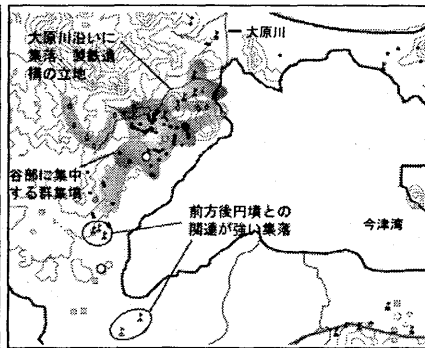 大原川沿いに
集落、製鉄遺
構の立地
大原川
谷部に集中
する群集墳
前方後円墳との
関連が強い集落
今津湾